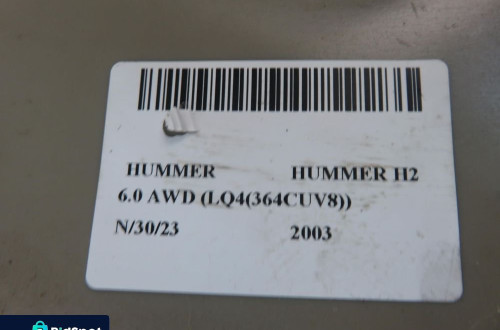 HUMMER HUMMER H2
6.0 AWD (LQ4(364CUV8))
N/30/23 2003